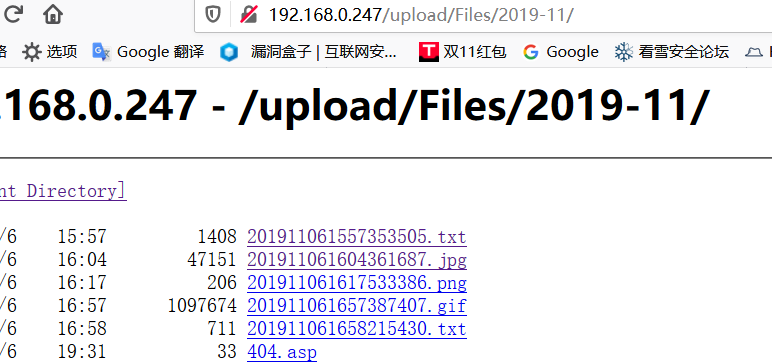 192.168.0.247/upload/Files/2019-11/
选项 Google 翻译 漏洞盒子 | 互联网安... 双11红包 Google 看雪安全论坛
.168.0.247 - /upload/Files/2019-11/
nt Directory]
/6 15:57 1408 201911061557353505.txt
/6 16:04 47151 201911061604361687.jpg
/6 16:17 206 201911061617533386.png
/6 16:57 1097674 201911061657387407.gif
/6 16:58 711 201911061658215430.txt
/6 19:31 33 404.asp